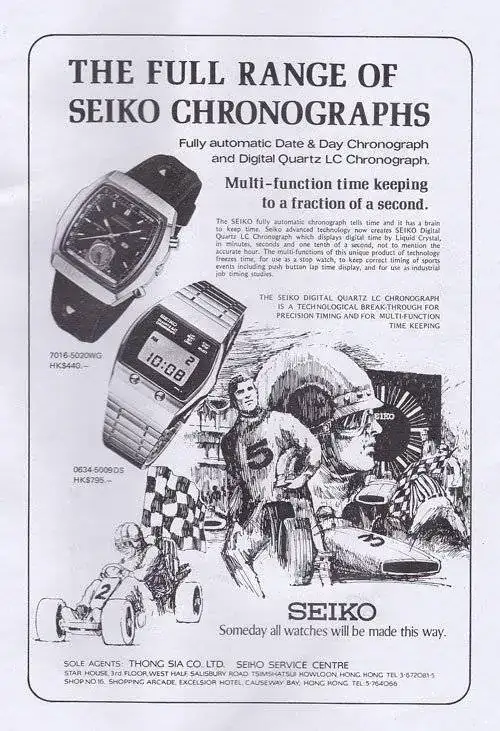 THE FULL RANGE OF
SEIKO CHRONOGRAPHS
Fully automatic Date & Day Chronograph
and Digital Quartz LC Chronograph.
Multi-function time keeping
to a fraction of a second.
The SEIKO fully automatic chronograph tells time and it has a brain
to keep time. Seiko advanced technology now creates SEIKO Digital
Quartz LC Chronograph which displays digital time by Liquid Crystal,
in minutes, seconds and one tenth of a second, not to mention the
accurate hour. The multi-functions of this unique product of technology
freezes time, for use as a stop watch, to keep correct timing of sports
events including push button lap time display, and for use as industrial
job timing studies.
THE SEIKO DIGITAL QUARTZ LC CHRONOGRAPH
IS A TECHNOLOGICAL BREAK-THROUGH FOR
PRECISION TIMING AND FOR MULTI-FUNCTION
TIME KEEPING
7016-5020WG
HK$440.—
SEIKO
2
10:08
0634-5009DS
HK$795.—
SEIKO
5
3
2
SEIKO
Someday all watches will be made this way.
SOLE AGENTS: THONG SIA CO. LTD. SEIKO SERVICE CENTRE
STAR HOUSE, 3rd FLOOR, WEST HALF, SALISBURY ROAD, TSIMSHATSUI KOWLOON, HONG KONG. TEL 3-672081-5
SHOP NO 16. SHOPPING ARCADE, EXCELSIOR HOTEL, CAUSEWAY BAY, HONG KONG. TEL: 5-764066